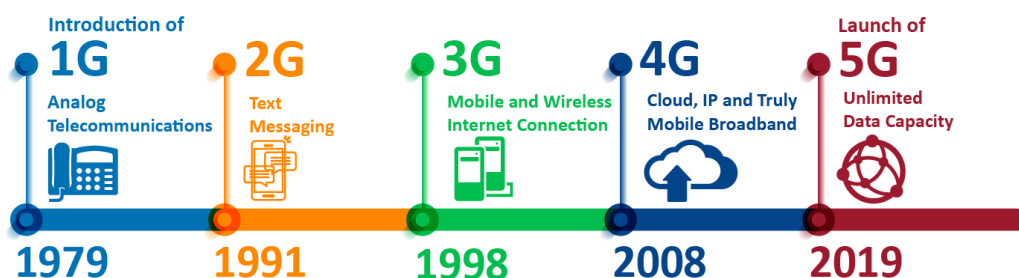 Introduction of
1G
Analog
Telecommunications
1979
2G
Text
Messaging
1991
3G
Mobile and Wireless
Internet Connection
1998
4G
Cloud, IP and Truly
Mobile Broadband
2008
Launch of
5G
Unlimited
Data Capacity
2019